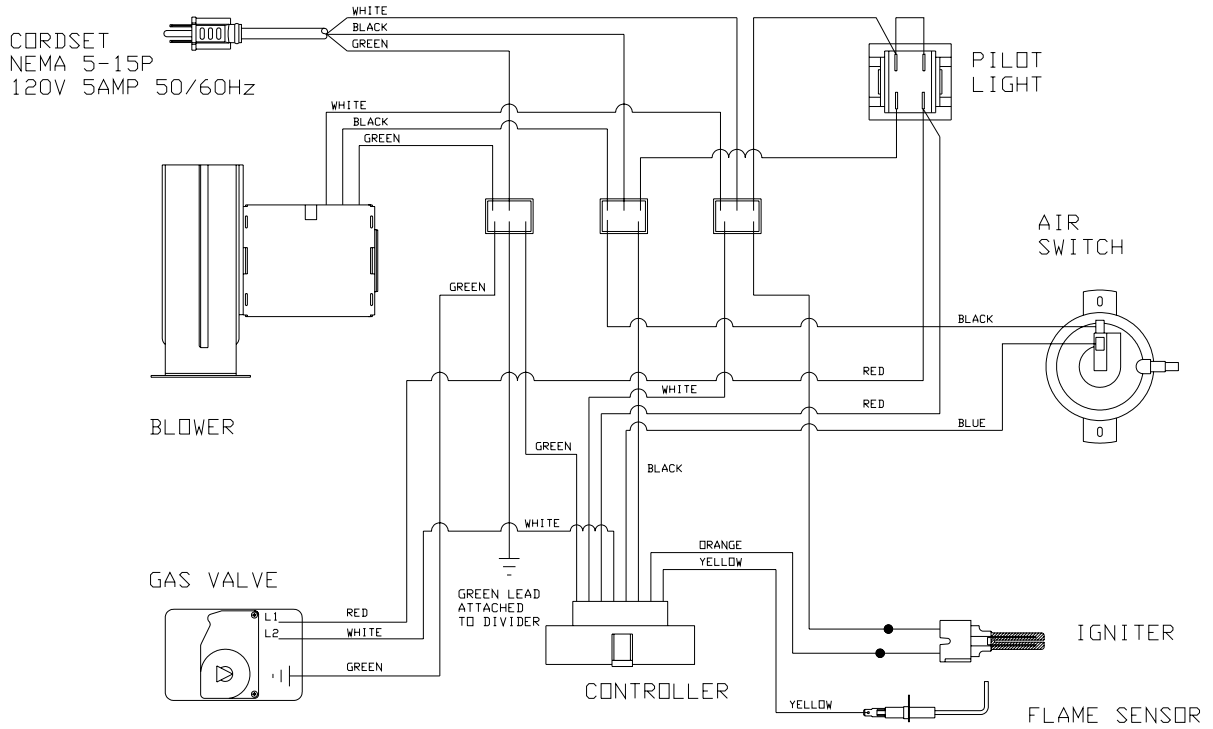 WHITE
BLACK
GREEN
CORDSET
NEMA 5-15P
120V 5AMP 50/60Hz
PILOT
LIGHT
WHITE
BLACK
GREEN
AIR
SWITCH
GREEN
BLACK
RED
WHITE
RED
BLUE
BLOWER
GREEN
BLACK
WHITE
ORANGE
YELLOW
GAS VALVE
GREEN LEAD
ATTACHED
TO DIVIDER
L1
RED
L2
WHITE
IGNITER
GREEN
CONTROLLER
YELLOW
FLAME SENSOR